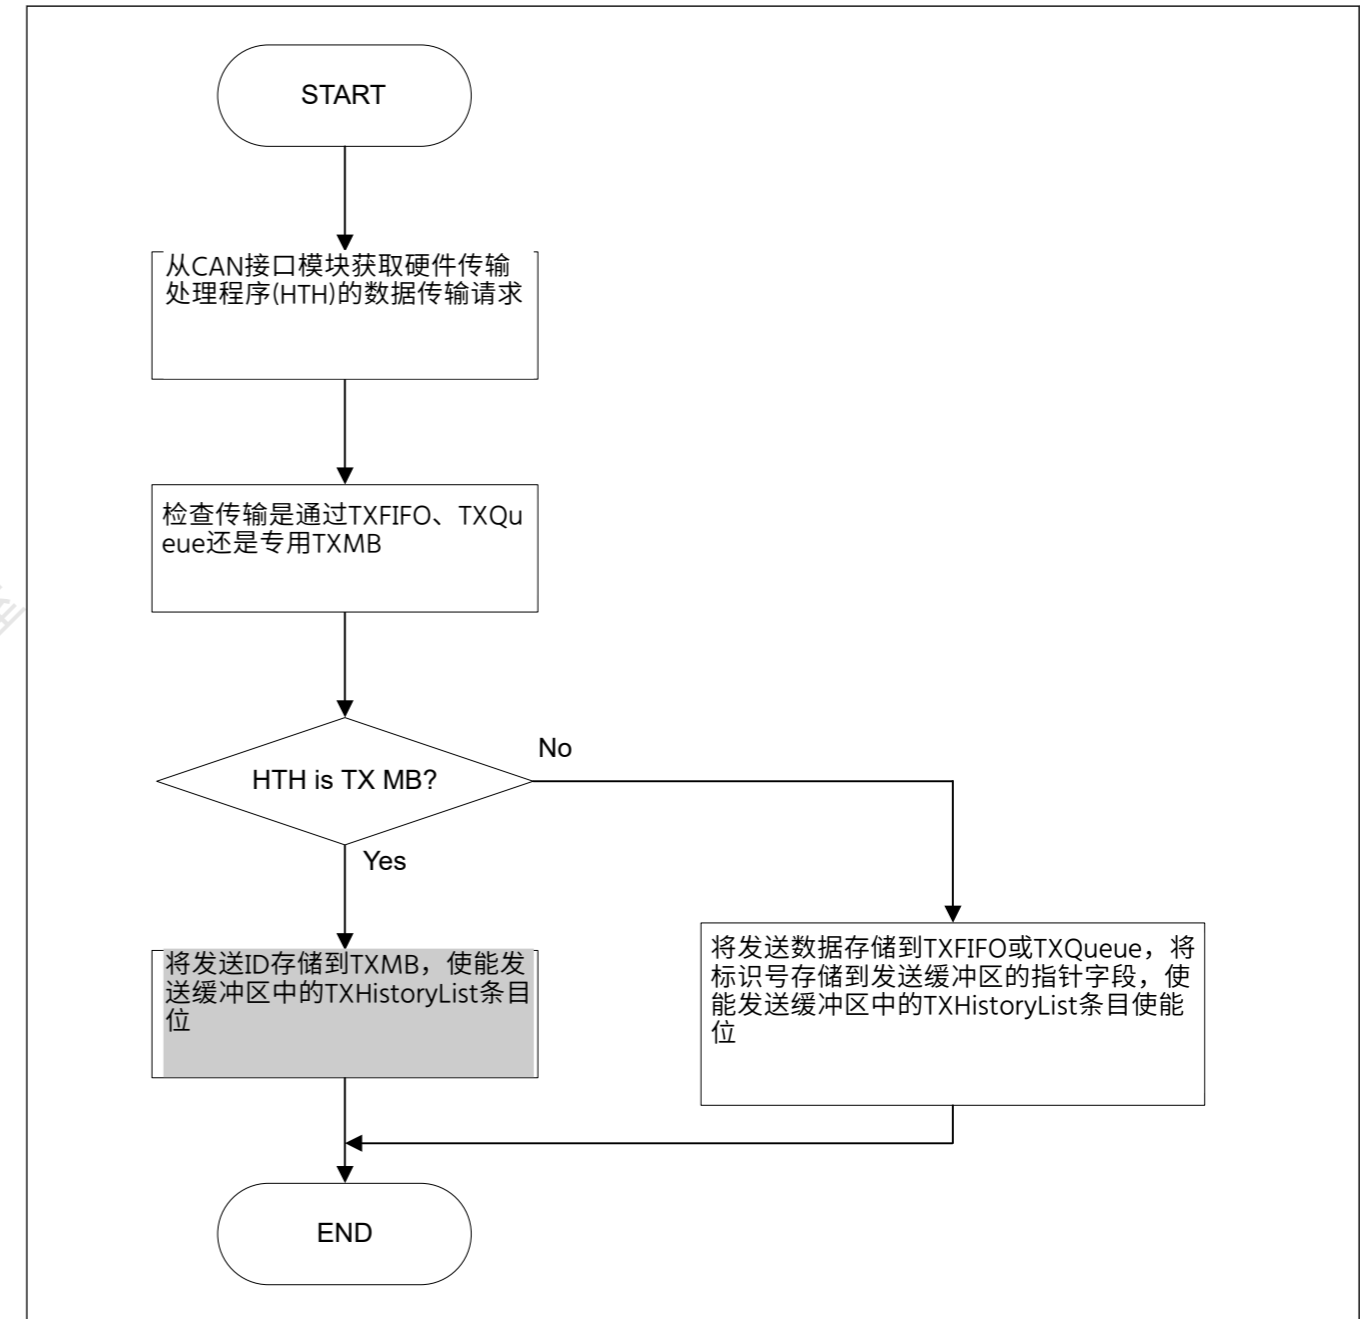 START
从CAN接口模块获取硬件传输
处理程序(HTH)的数据传输请求
检查传输是通过TXFIFO、TXQu
eue还是专用TXMB
HTH is TX MB?
No
Yes
将发送ID存储到TXMB，使能发
送缓冲区中的TXHistoryList条目
位
将发送数据存储到TXFIFO或TXQueue，将
标识号存储到发送缓冲区的指针字段，使
能发送缓冲区中的TXHistoryList条目使能
位
END